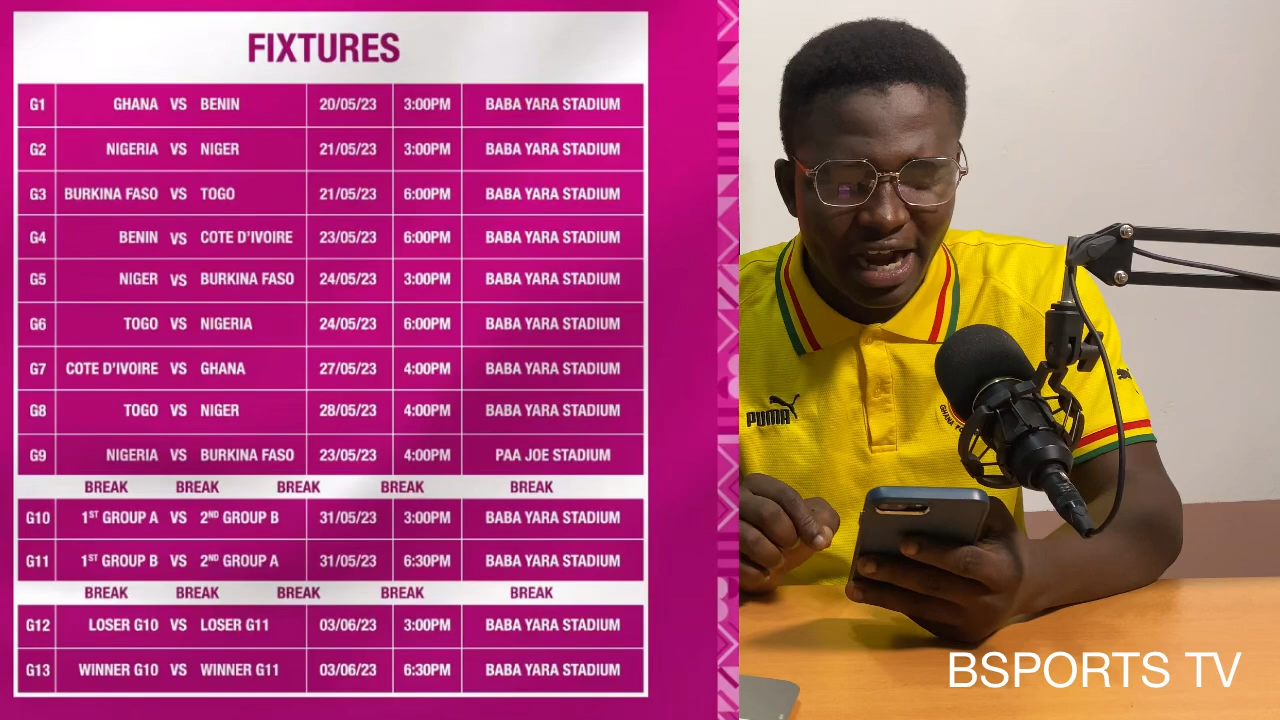 FIXTURES
G1 GHANA VS BENIN 20/05/23 3:00PM BABA YARA STADIUM
G2 NIGERIA VS NIGER 21/05/23 3:00PM BABA YARA STADIUM
G3 BURKINA FASO VS TOGO 21/05/23 6:00PM BABA YARA STADIUM
G4 BENIN VS COTE D'IVOIRE 23/05/23 6:00PM BABA YARA STADIUM
G5 NIGER VS BURKINA FASO 24/05/23 3:00PM BABA YARA STADIUM
G6 TOGO VS NIGERIA 24/05/23 6:00PM BABA YARA STADIUM
G7 COTE D'IVOIRE VS GHANA 27/05/23 4:00PM BABA YARA STADIUM
G8 TOGO VS NIGER 28/05/23 4:00PM BABA YARA STADIUM
G9 NIGERIA VS BURKINA FASO 23/05/23 4:00PM PAA JOE STADIUM
BREAK BREAK BREAK BREAK BREAK
G10 1ST GROUP A VS 2ND GROUP B 31/05/23 3:00PM BABA YARA STADIUM
G11 1ST GROUP B VS 2ND GROUP A 31/05/23 6:30PM BABA YARA STADIUM
BREAK BREAK BREAK BREAK BREAK
G12 LOSER G10 VS LOSER G11 03/06/23 3:00PM BABA YARA STADIUM
G13 WINNER G10 VS WINNER G11 03/06/23 6:30PM BABA YARA STADIUM
PUMA
GHANA
BSPORTS TV